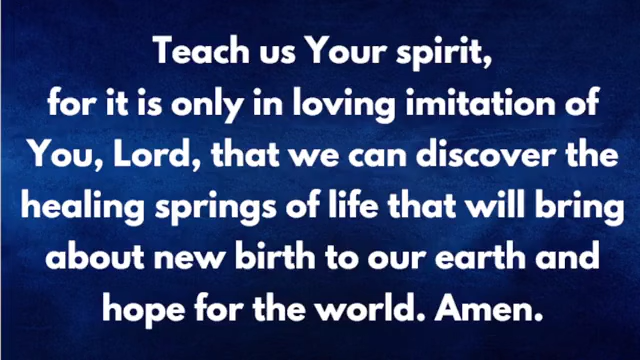 Teach us Your spirit,
for it is only in loving imitation of
You, Lord, that we can discover the
healing springs of life that will bring
about new birth to our earth and
hope for the world. Amen.